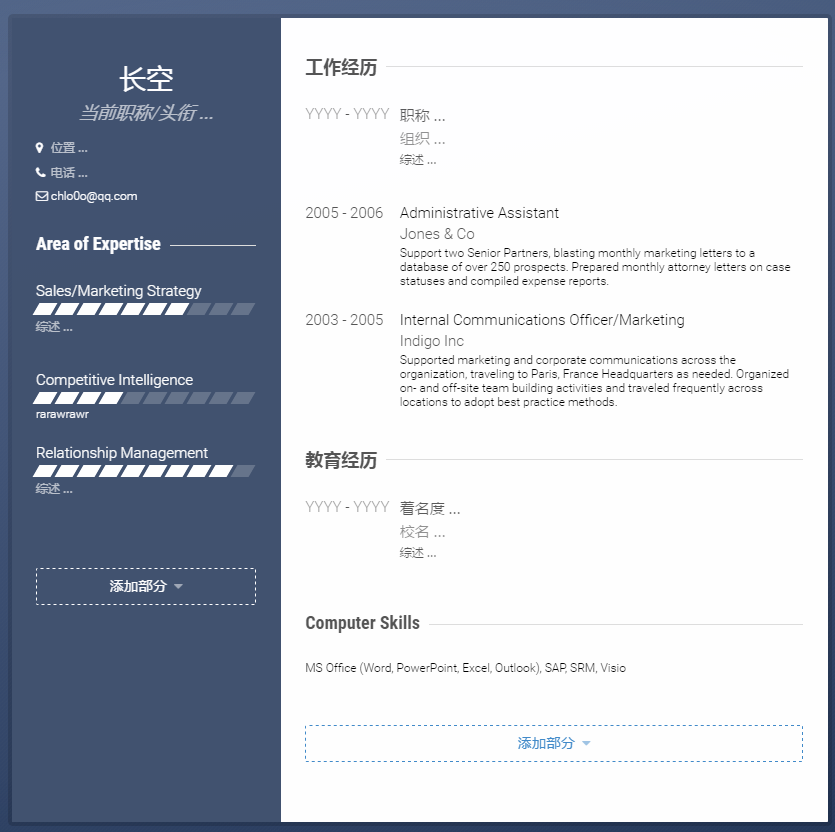 长空
当前职称/头衔 ...
位置 ...
电话 ...
chlo0o@qq.com
Area of Expertise
Sales/Marketing Strategy
综述 ...
Competitive Intelligence
rarawrawr
Relationship Management
综述 ...
添加部分
工作经历
YYYY - YYYY 职称 ...
组织 ...
综述 ...
2005 - 2006 Administrative Assistant
Jones & Co
Support two Senior Partners, blasting monthly marketing letters to a
database of over 250 prospects. Prepared monthly attorney letters on case
statuses and compiled expense reports.
2003 - 2005 Internal Communications Officer/Marketing
Indigo Inc
Supported marketing and corporate communications across the
organization, traveling to Paris, France Headquarters as needed. Organized
on- and off-site team building activities and traveled frequently across
locations to adopt best practice methods.
教育经历
YYYY - YYYY 着名度 ...
校名 ...
综述 ...
Computer Skills
MS Office (Word, PowerPoint, Excel, Outlook), SAP, SRM, Visio
添加部分